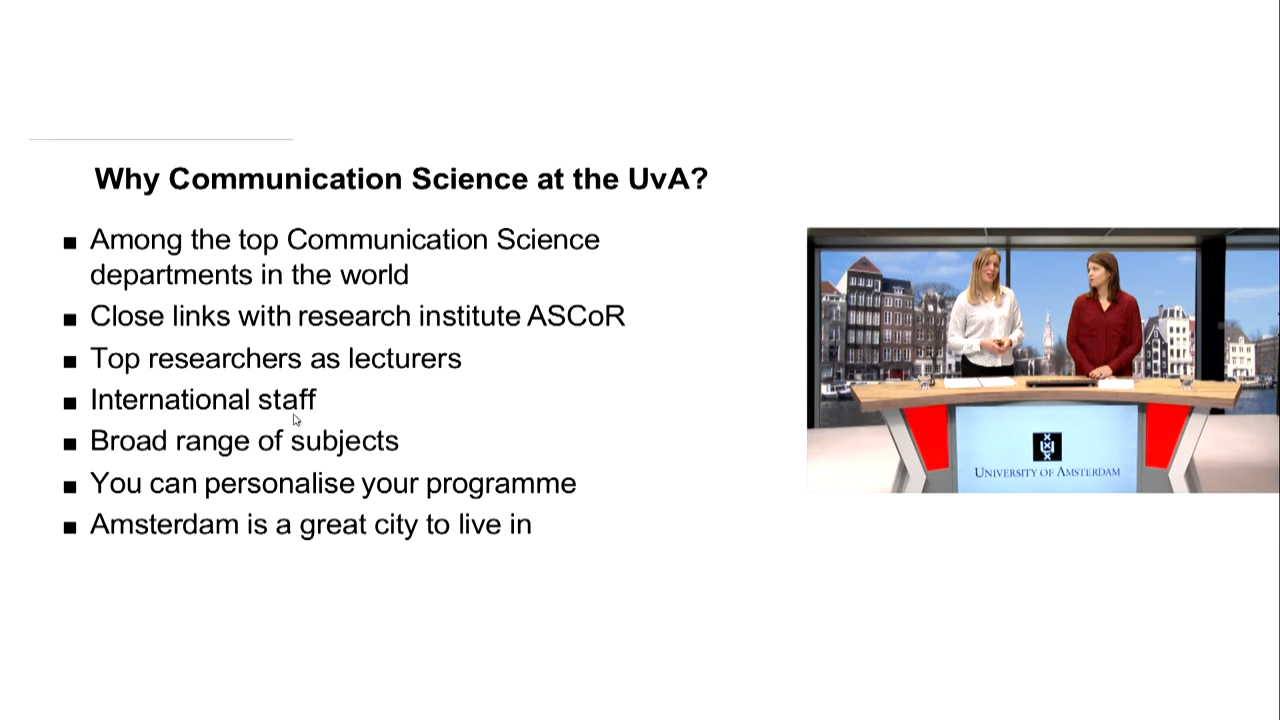 Why Communication Science at the UvA?
Among the top Communication Science
departments in the world
Close links with research institute ASCoR
Top researchers as lecturers
International staff
Broad range of subjects
You can personalise your programme
Amsterdam is a great city to live in
UNIVERSITY OF AMSTERDAM